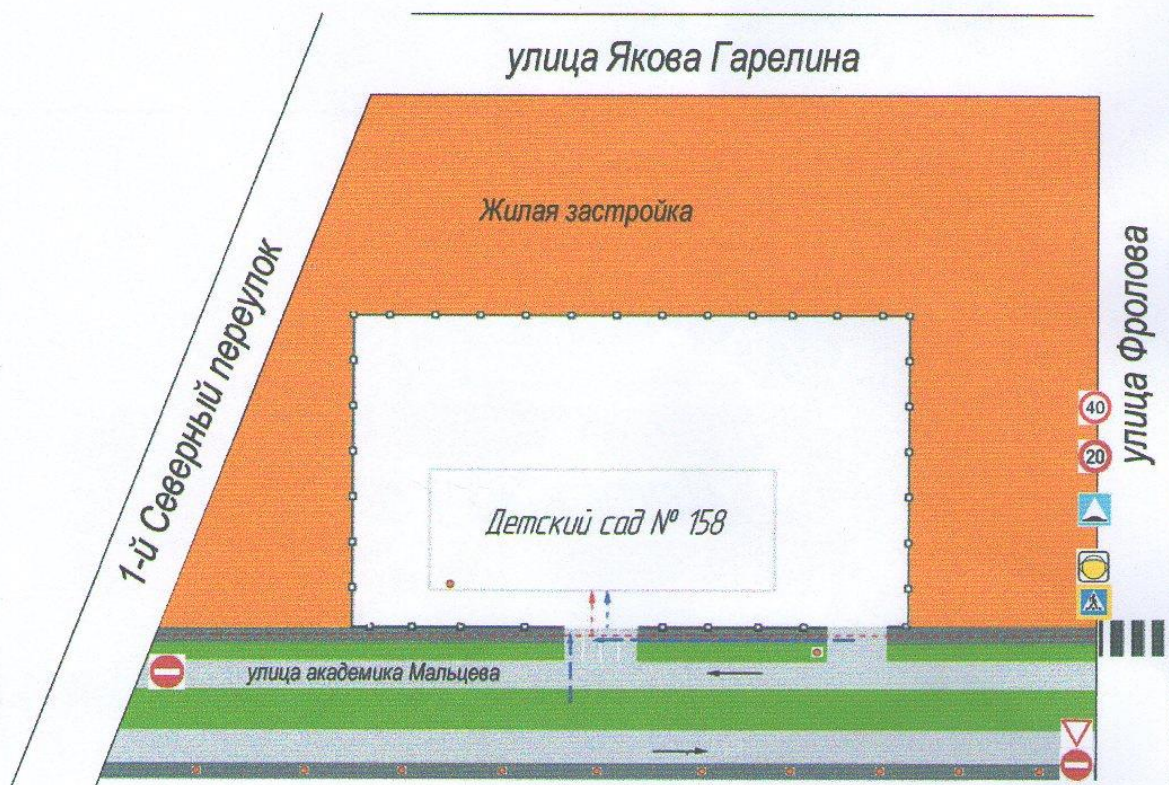 улица Якова Гарелина
Жилая застройка
1-й Северный переулок
улица Фролова
40
20
Детский сад № 158
улица академика Мальцева